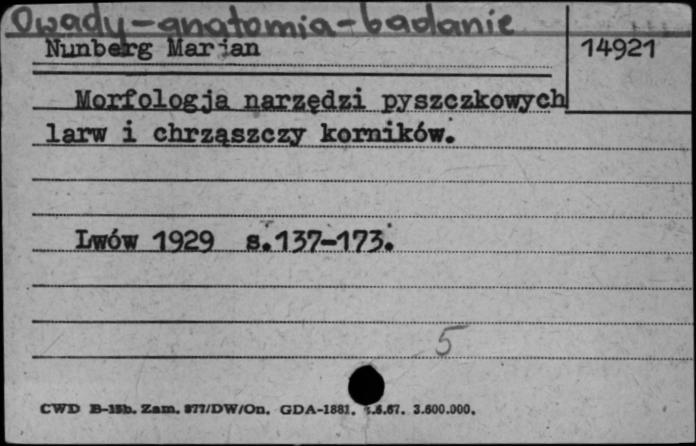 Owady-anatomia-badanie
Nunberg Marian
14921
Morfologja narzędzi pyszczkowych
larw i chrząszczy korników.
Lwów 1929 s.137-173.
5
CWD B-15b. Zam. 877/DW/On. GDA-1881. 3.600.000.